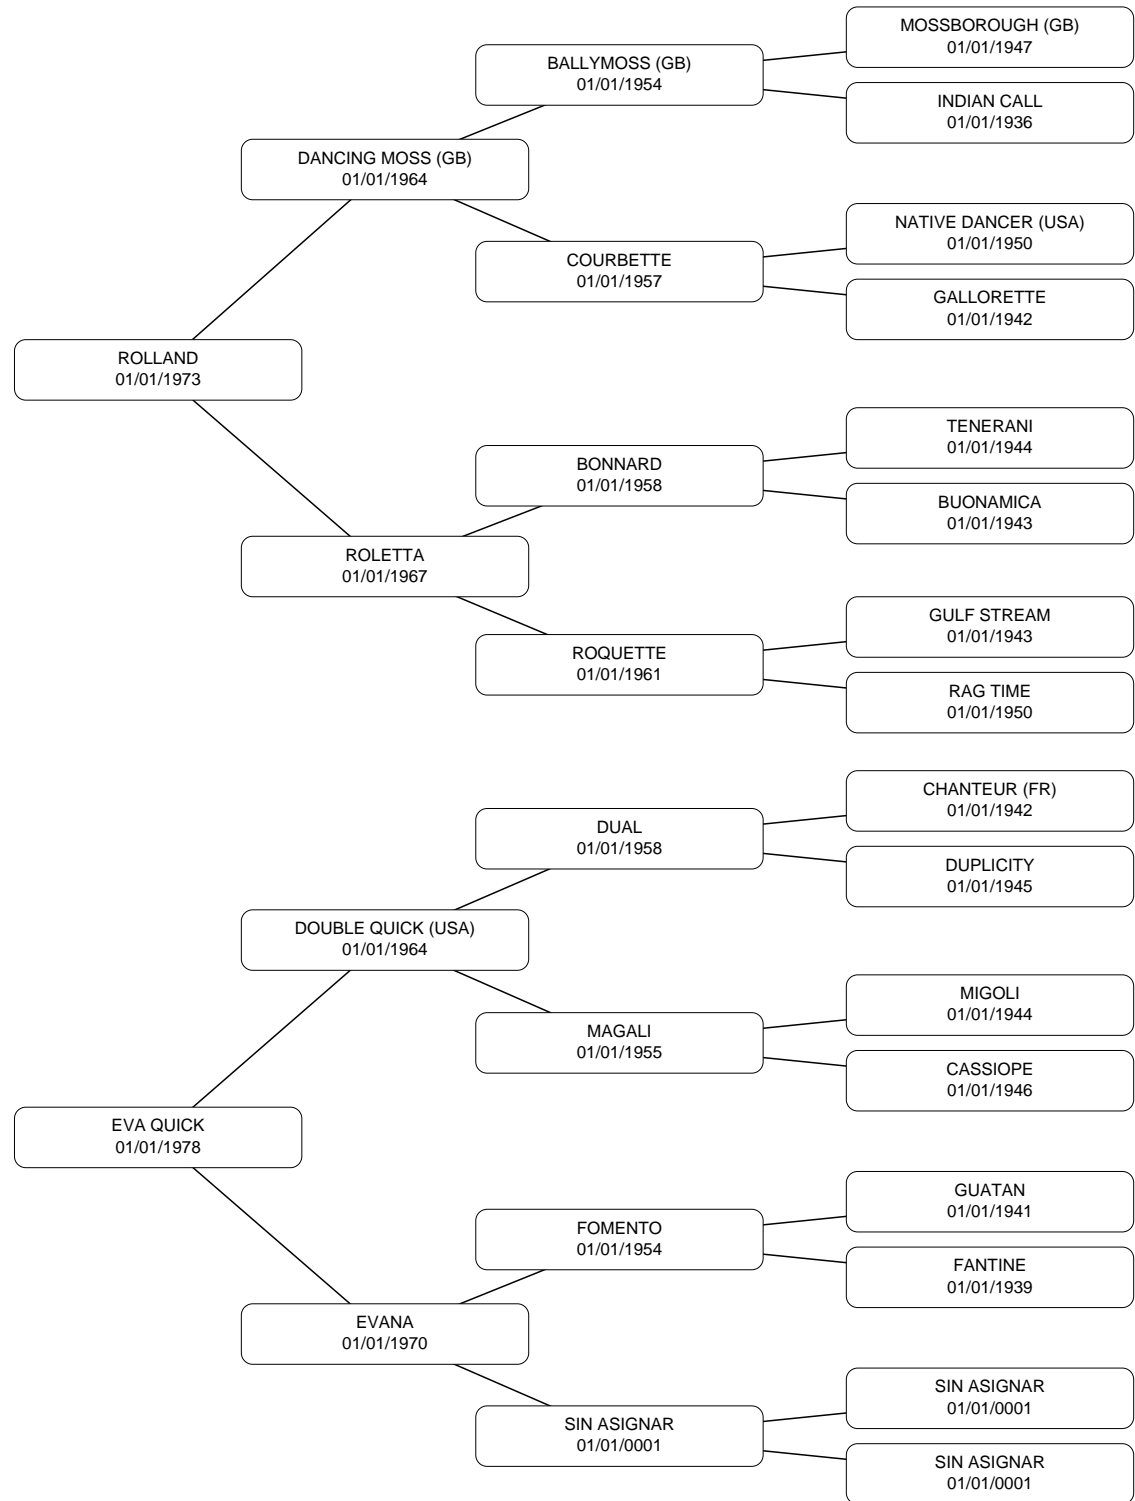 MOSSBOROUGH (GB)
01/01/1947
BALLYMOSS (GB)
01/01/1954
INDIAN CALL
01/01/1936
DANCING MOSS (GB)
01/01/1964
NATIVE DANCER (USA)
01/01/1950
COURBETTE
01/01/1957
GALLORETTE
01/01/1942
ROLLAND
01/01/1973
TENERANI
01/01/1944
BONNARD
01/01/1958
BUONAMICA
01/01/1943
ROLETTA
01/01/1967
GULF STREAM
01/01/1943
ROQUETTE
01/01/1961
RAG TIME
01/01/1950
CHANTEUR (FR)
01/01/1942
DUAL
01/01/1958
DUPLICITY
01/01/1945
DOUBLE QUICK (USA)
01/01/1964
MIGOLI
01/01/1944
MAGALI
01/01/1955
CASSIOPE
01/01/1946
EVA QUICK
01/01/1978
GUATAN
01/01/1941
FOMENTO
01/01/1954
FANTINE
01/01/1939
EVANA
01/01/1970
SIN ASIGNAR
01/01/0001
SIN ASIGNAR
01/01/0001
SIN ASIGNAR
01/01/0001